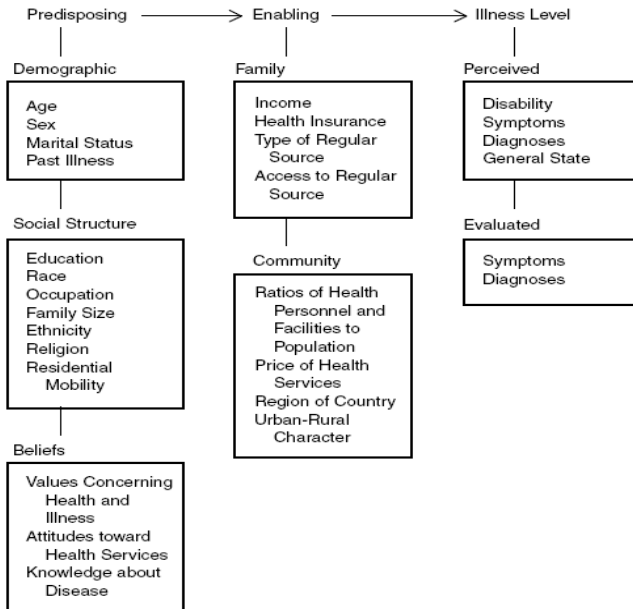 Predisposing
Enabling
Illness Level
Demographic
Age
Sex
Marital Status
Past Illness
Social Structure
Education
Race
Occupation
Family Size
Ethnicity
Religion
Residential
Mobility
Beliefs
Values Concerning
Health and
Illness
Attitudes toward
Health Services
Knowledge about
Disease
Family
Income
Health Insurance
Type of Regular
Source
Access to Regular
Source
Community
Ratios of Health
Personnel and
Facilities to
Population
Price of Health
Services
Region of Country
Urban-Rural
Character
Perceived
Disability
Symptoms
Diagnoses
General State
Evaluated
Symptoms
Diagnoses